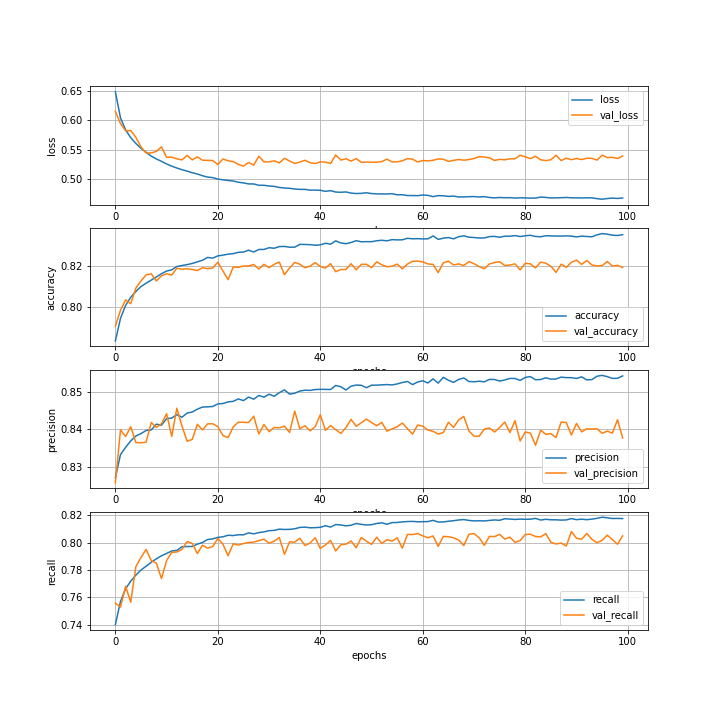 loss
0.65
0.60
0.55
0.50
loss
val_loss
0 20 40 60 80 100
accuracy
0.82
0.80
accuracy
val_accuracy
0 20 40 60 80 100
epochs
precision
0.85
0.84
0.83
precision
val_precision
0 20 40 60 80 100
epochs
recall
0.82
0.80
0.78
0.76
0.74
recall
val_recall
0 20 40 60 80 100
epochs